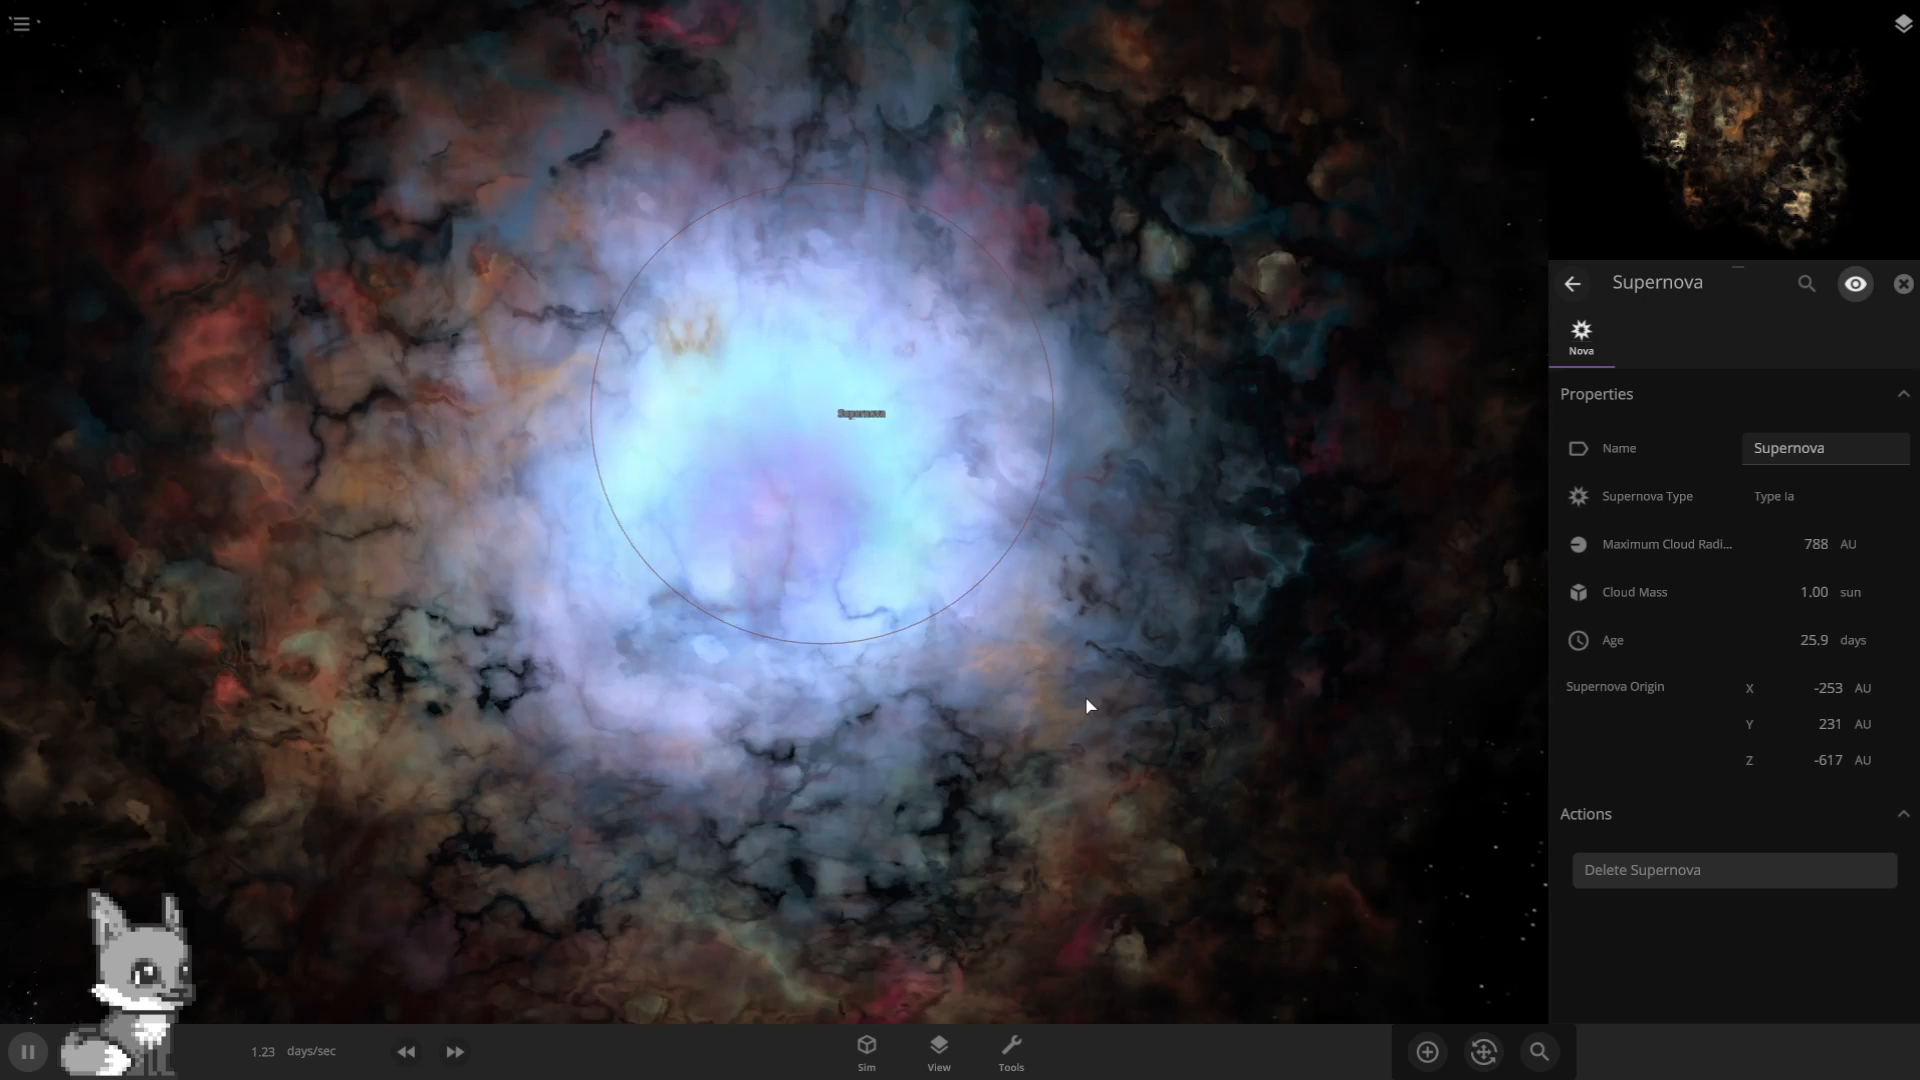 Supernova
Supernova
Nova
Properties
Name Supernova
Supernova Type Type Ia
Maximum Cloud Radi... 788 AU
Cloud Mass 1.00 sun
Age 25.9 days
Supernova Origin X -253 AU
Y 231 AU
Z -617 AU
Actions
Delete Supernova
1.23 days/sec
Sim View Tools